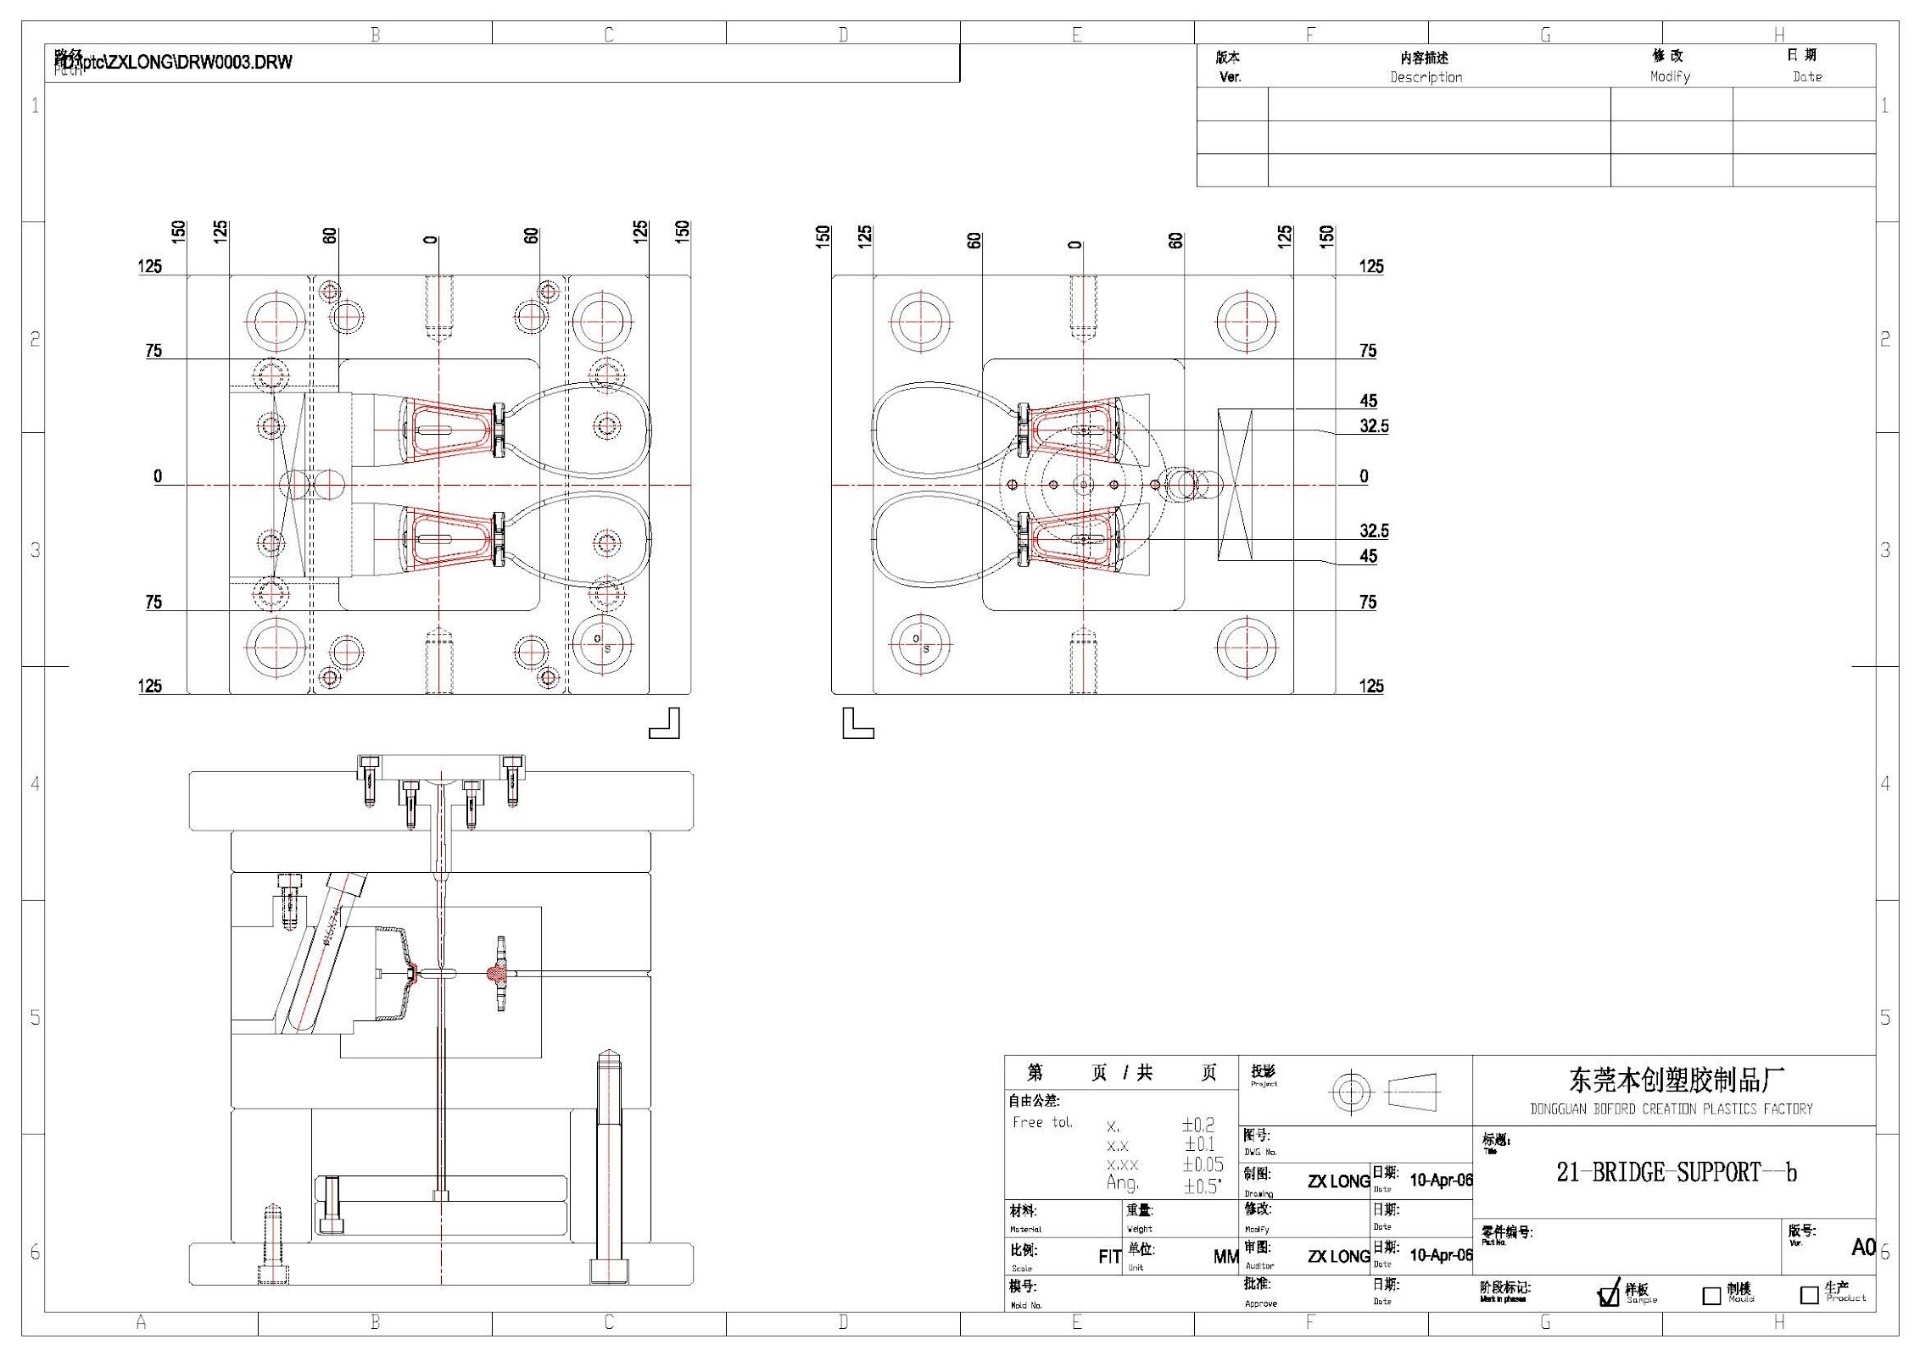 B C D E F G H
路径 D:\ptc\ZXLONG\DRW0003.DRW
Path
版本 内容描述 修 改 日 期
Ver. Description Modify Date
1 1
150 125 60 0 60 125 150
150 125 60 0 60 125 150
125 125
75 75
45
32.5
0 0
32.5
45
75 75
125 125
O S
O S
2 2
3 3
4 4
5 5
6 6
第 页 / 共 页
自由公差:
Free tol.
X. ±0.2
X.X ±0.1
X.XX ±0.05
Ang. ±0.5°
材料:
Material
重量:
Weight
比例: FIT
Scale
单位: MM
Unit
模号:
Mold No.
投影
Project
图号:
DWG No.
制图: ZX LONG 日期: 10-Apr-06
Drawing Date
修改: 日期:
Modify Date
审图: ZX LONG 日期: 10-Apr-06
Auditor Date
批准: 日期:
Approve Date
东莞本创塑胶制品厂
DONGGUAN BOFORD CREATION PLASTICS FACTORY
标题:
Title
21-BRIDGE-SUPPORT--b
零件编号:
Part No.
版号: A0
Ver.
阶段标记: 样板 制模 生产
Mark in phases Sample Mould Product
A B C D E F G H